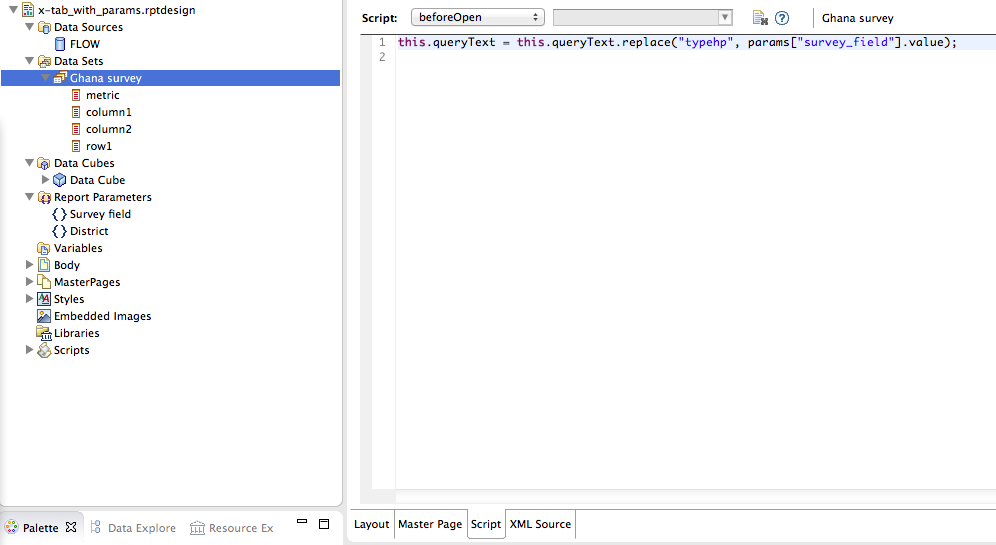 x-tab_with_params.rptdesign
Data Sources
FLOW
Data Sets
Ghana survey
metric
column1
column2
row1
Data Cubes
Data Cube
Report Parameters
Survey field
District
Variables
Body
MasterPages
Styles
Embedded Images
Libraries
Scripts
Palette Data Explore Resource Ex
Script: beforeOpen Ghana survey
1 this.queryText = this.queryText.replace("typehp", params["survey_field"].value);
2
Layout Master Page Script XML Source